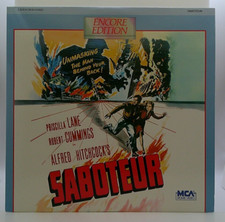 ENCORE
EDITION
UNMASKING
THE MAN
BEHIND YOUR
BACK!
PRISCILLA LANE
ROBERT CUMMINGS
ALFRED HITCHCOCK'S
SABOTEUR
MCA